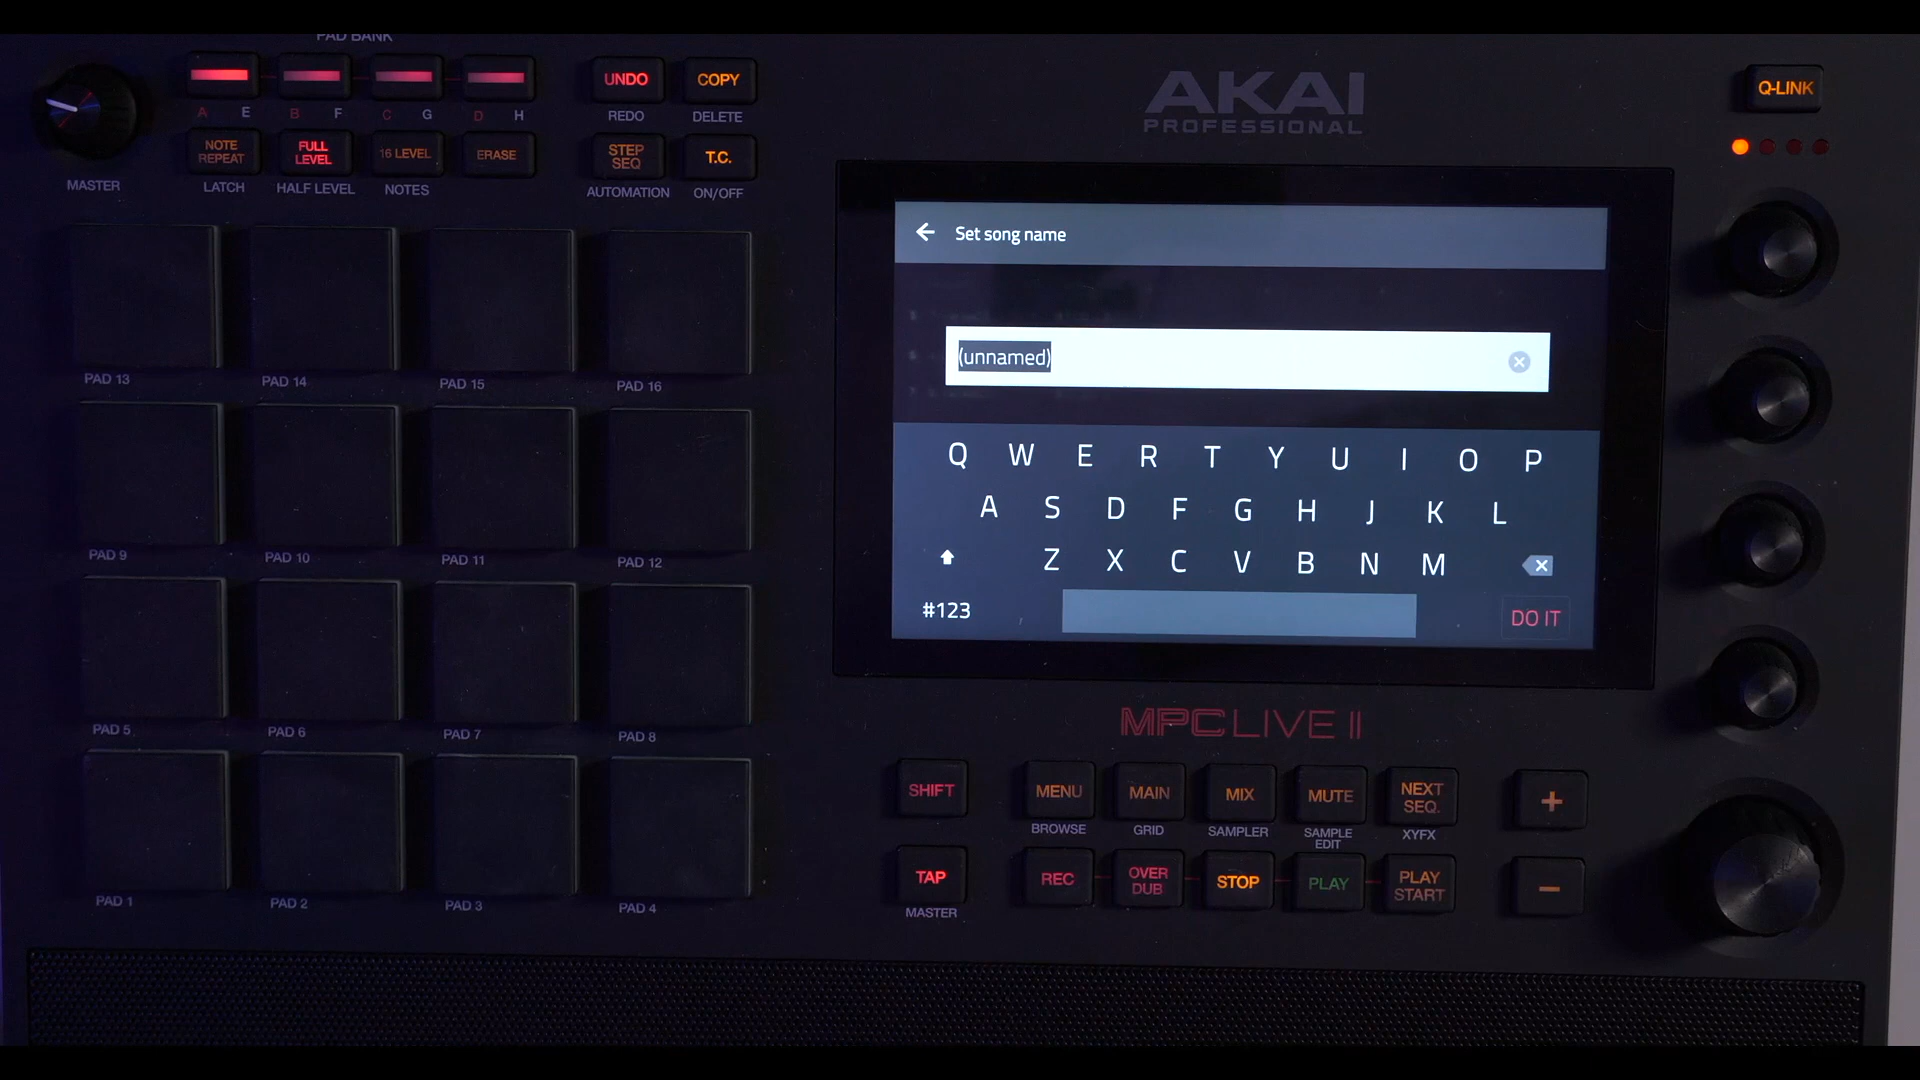 PAD BANK
A E B F C G D H
NOTE REPEAT
FULL LEVEL
16 LEVEL
ERASE
LATCH
HALF LEVEL
NOTES
MASTER
UNDO
COPY
REDO
DELETE
STEP SEQ
T.C.
AUTOMATION
ON/OFF
PAD 13
PAD 14
PAD 15
PAD 16
PAD 9
PAD 10
PAD 11
PAD 12
PAD 5
PAD 6
PAD 7
PAD 8
PAD 1
PAD 2
PAD 3
PAD 4
AKAI
PROFESSIONAL
Q-LINK
Set song name
(unnamed)
Q W E R T Y U I O P
A S D F G H J K L
Z X C V B N M
#123
DO IT
MPC LIVE II
SHIFT
MENU
MAIN
MIX
MUTE
NEXT SEQ.
+
BROWSE
GRID
SAMPLER
SAMPLE EDIT
XYFX
TAP
REC
OVER DUB
STOP
PLAY
PLAY START
−
MASTER